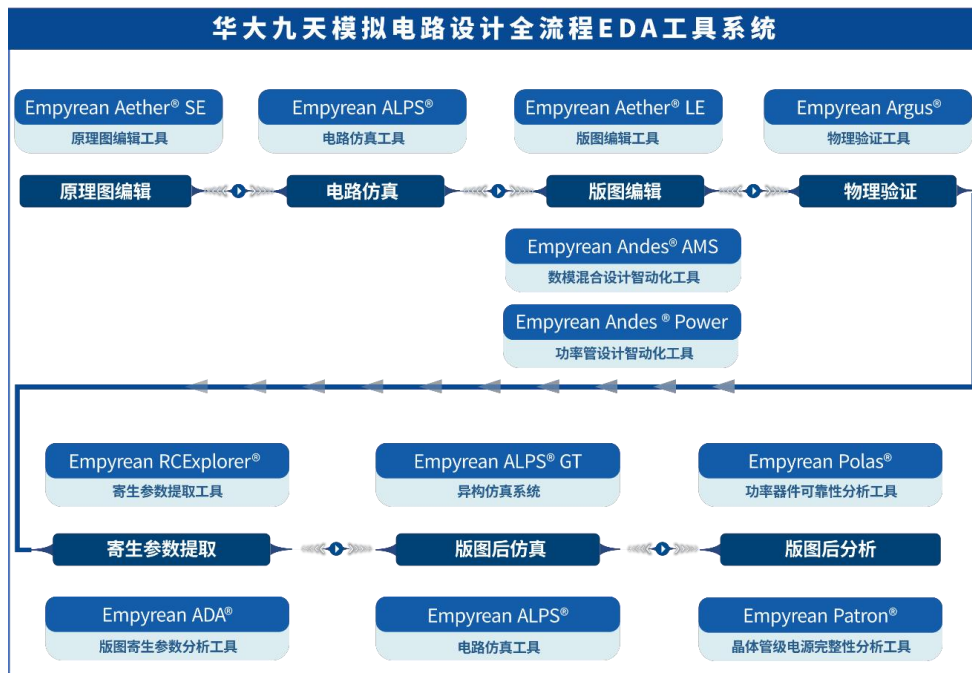 华大九天模拟电路设计全流程EDA工具系统
Empyrean Aether® SE
原理图编辑工具
Empyrean ALPS®
电路仿真工具
Empyrean Aether® LE
版图编辑工具
Empyrean Argus®
物理验证工具
原理图编辑
电路仿真
版图编辑
物理验证
Empyrean Andes® AMS
数模混合设计智动化工具
Empyrean Andes ® Power
功率管设计智动化工具
Empyrean RCExplorer®
寄生参数提取工具
Empyrean ALPS® GT
异构仿真系统
Empyrean Polas®
功率器件可靠性分析工具
寄生参数提取
版图后仿真
版图后分析
Empyrean ADA®
版图寄生参数分析工具
Empyrean ALPS®
电路仿真工具
Empyrean Patron®
晶体管级电源完整性分析工具